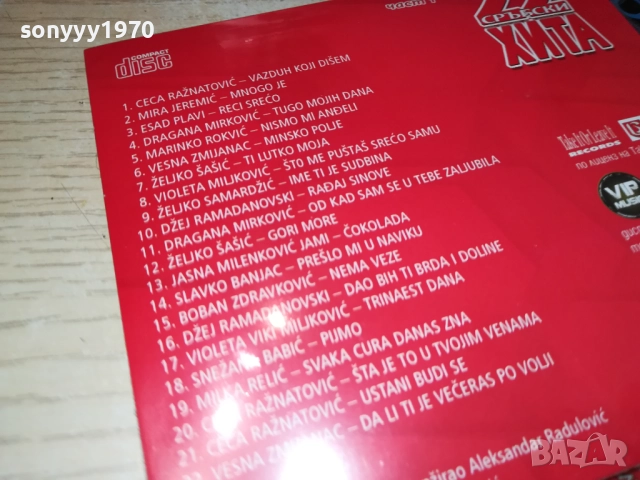 sonyyy1970
част 1
СРЪБСКИ
ХИТА
COMPACT
disc
1. CECA RAŽNATOVIĆ – VAZDUH KOJI DIŠEM
2. MIRA JEREMIĆ – MNOGO JE
3. ESAD PLAVI – RECI SREĆO
4. DRAGANA MIRKOVIĆ – TUGO MOJIH DANA
5. MARINKO ROKVIĆ – NISMO MI ANĐELI
6. VESNA ZMIJANAC – MINSKO POLJE
7. ŽELJKO ŠAŠIĆ – TI LUTKO MOJA
8. VIOLETA MILJKOVIĆ – ŠTO ME PUŠTAŠ SREĆO SAMU
9. ŽELJKO SAMARDŽIĆ – IME TI JE SUDBINA
10. DŽEJ RAMADANOVSKI – RAĐAJ SINOVE
11. DRAGANA MIRKOVIĆ – OD KAD SAM SE U TEBE ZALJUBILA
12. ŽELJKO ŠAŠIĆ – GORI MORE
13. JASNA MILENKOVIĆ JAMI – ČOKOLADA
14. SLAVKO BANJAC – PREŠLO MI U NAVIKU
15. BOBAN ZDRAVKOVIĆ – NEMA VEZE
16. DŽEJ RAMADANOVSKI – DAO BIH TI BRDA I DOLINE
17. VIOLETA VIKI MILJKOVIĆ – TRINAEST DANA
18. SNEŽANA BABIĆ – PIJMO
19. MILKA RELIĆ – SVAKA CURA DANAS ZNA
20. CECA RAŽNATOVIĆ – ŠTA JE TO U TVOJIM VENAMA
21. CECA RAŽNATOVIĆ – USTANI BUDI SE
22. VESNA ZMIJANAC – DA LI TI JE VEČERAS PO VOLJI
RECORDS
по лиценз на
VIP
MUSIC
Aleksandar Radulović
BAZAR